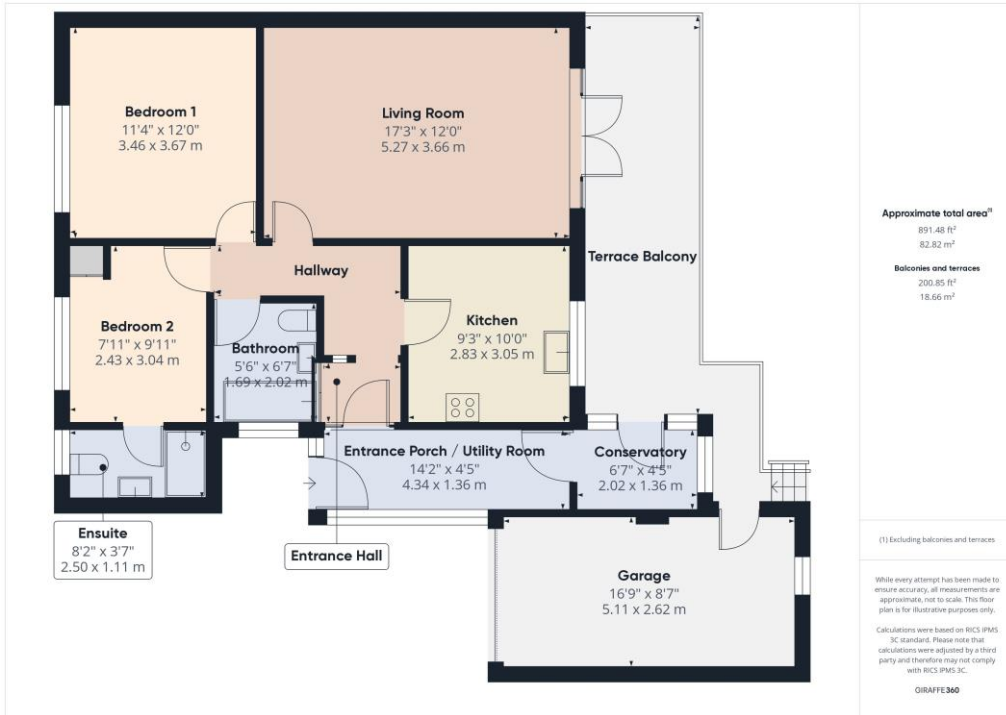 Bedroom 1
11'4" x 12'0"
3.46 x 3.67 m
Living Room
17'3" x 12'0"
5.27 x 3.66 m
Terrace Balcony
Hallway
Bedroom 2
7'11" x 9'11"
2.43 x 3.04 m
Bathroom
5'6" x 6'7"
1.69 x 2.02 m
Kitchen
9'3" x 10'0"
2.83 x 3.05 m
Entrance Porch / Utility Room
14'2" x 4'5"
4.34 x 1.36 m
Conservatory
6'7" x 4'5"
2.02 x 1.36 m
Ensuite
8'2" x 3'7"
2.50 x 1.11 m
Entrance Hall
Garage
16'9" x 8'7"
5.11 x 2.62 m
Approximate total area⁽¹⁾
891.48 ft²
82.82 m²
Balconies and terraces
200.85 ft²
18.66 m²
(1) Excluding balconies and terraces
While every attempt has been made to
ensure accuracy, all measurements are
approximate, not to scale. This floor
plan is for illustrative purposes only.
Calculations were based on RICS IPMS
3C standard. Please note that
calculations were adjusted by a third
party and therefore may not comply
with RICS IPMS 3C.
GIRAFFE360